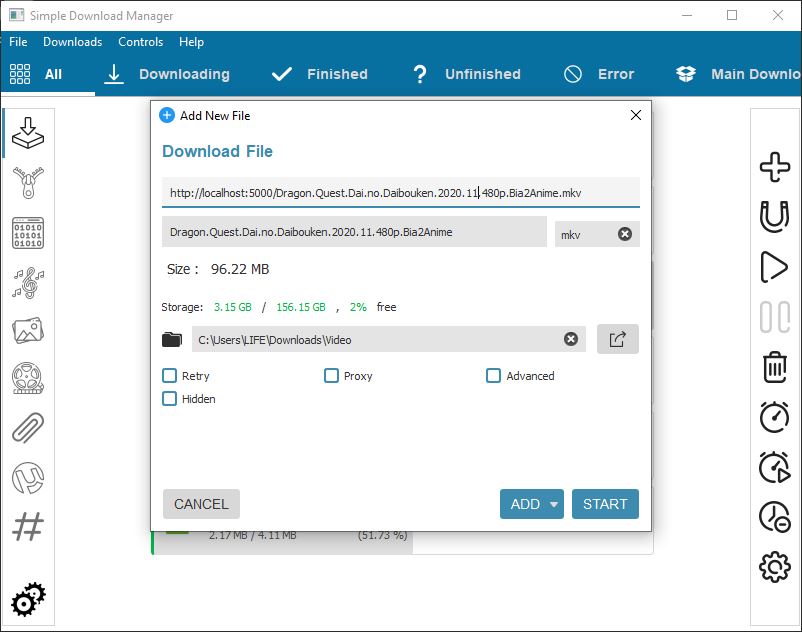 Simple Download Manager
File Downloads Controls Help
All Downloading Finished Unfinished Error Main Downlo
Add New File
Download File
http://localhost:5000/Dragon.Quest.Dai.no.Daibouken.2020.11.480p.Bia2Anime.mkv
Dragon.Quest.Dai.no.Daibouken.2020.11.480p.Bia2Anime mkv
Size : 96.22 MB
Storage: 3.15 GB / 156.15 GB , 2% free
C:\Users\LIFE\Downloads\Video
Retry Proxy Advanced
Hidden
CANCEL ADD START
2.17 MB / 4.11 MB (51.73 %)
01010
10101
01010